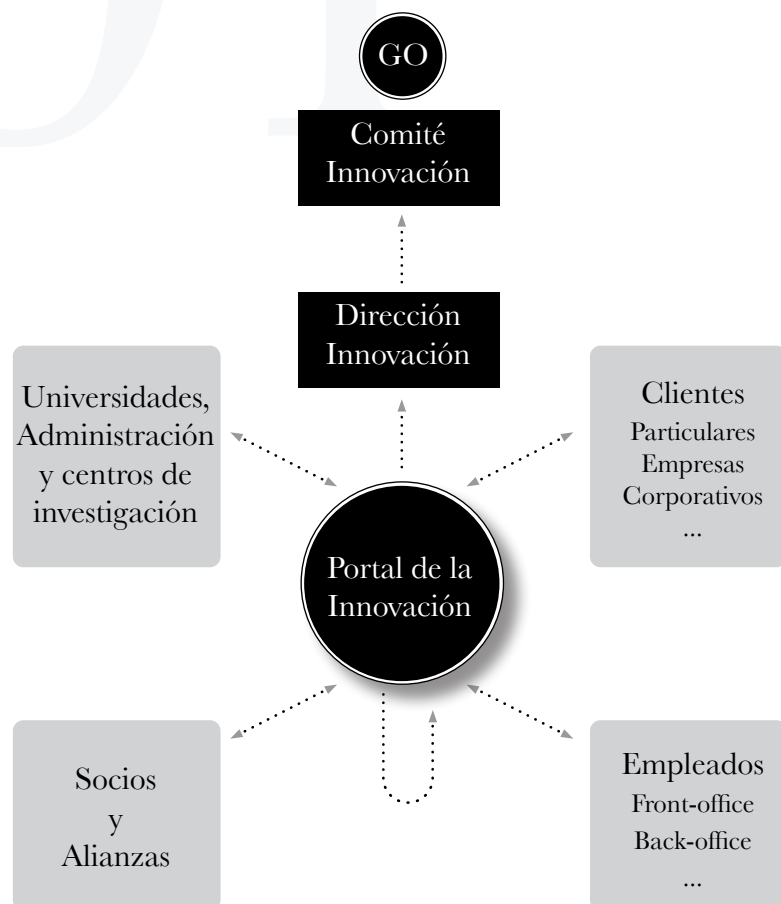 GO
Comité
Innovación
Dirección
Innovación
Universidades,
Administración
y centros de
investigación
Clientes
Particulares
Empresas
Corporativos
...
Portal de la
Innovación
Socios
y
Alianzas
Empleados
Front-office
Back-office
...